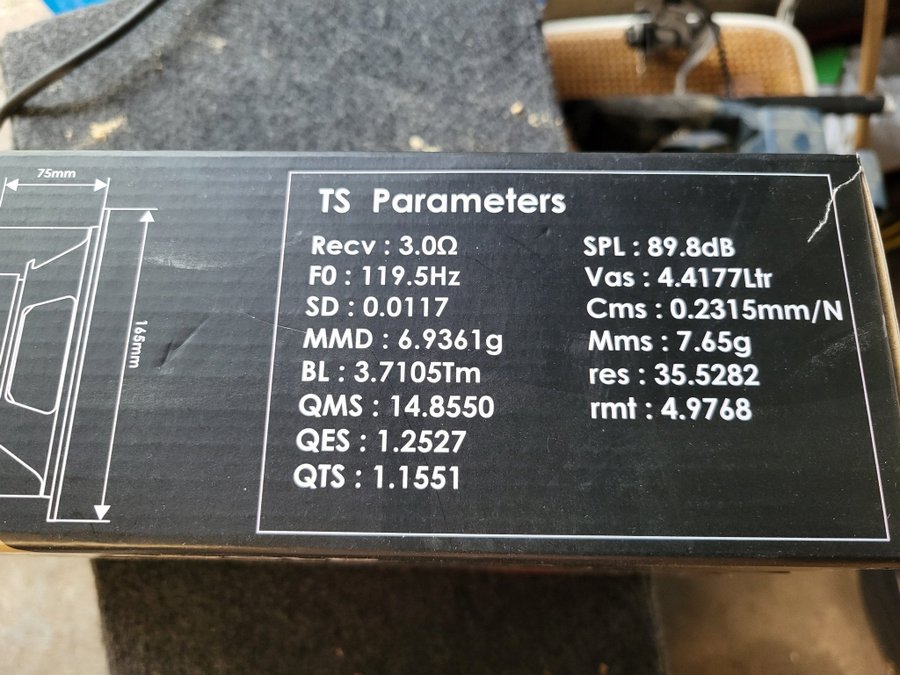 75mm
165mm
TS Parameters
Recv : 3.0Ω
F0 : 119.5Hz
SD : 0.0117
MMD : 6.9361g
BL : 3.7105Tm
QMS : 14.8550
QES : 1.2527
QTS : 1.1551
SPL : 89.8dB
Vas : 4.4177Ltr
Cms : 0.2315mm/N
Mms : 7.65g
res : 35.5282
rmt : 4.9768